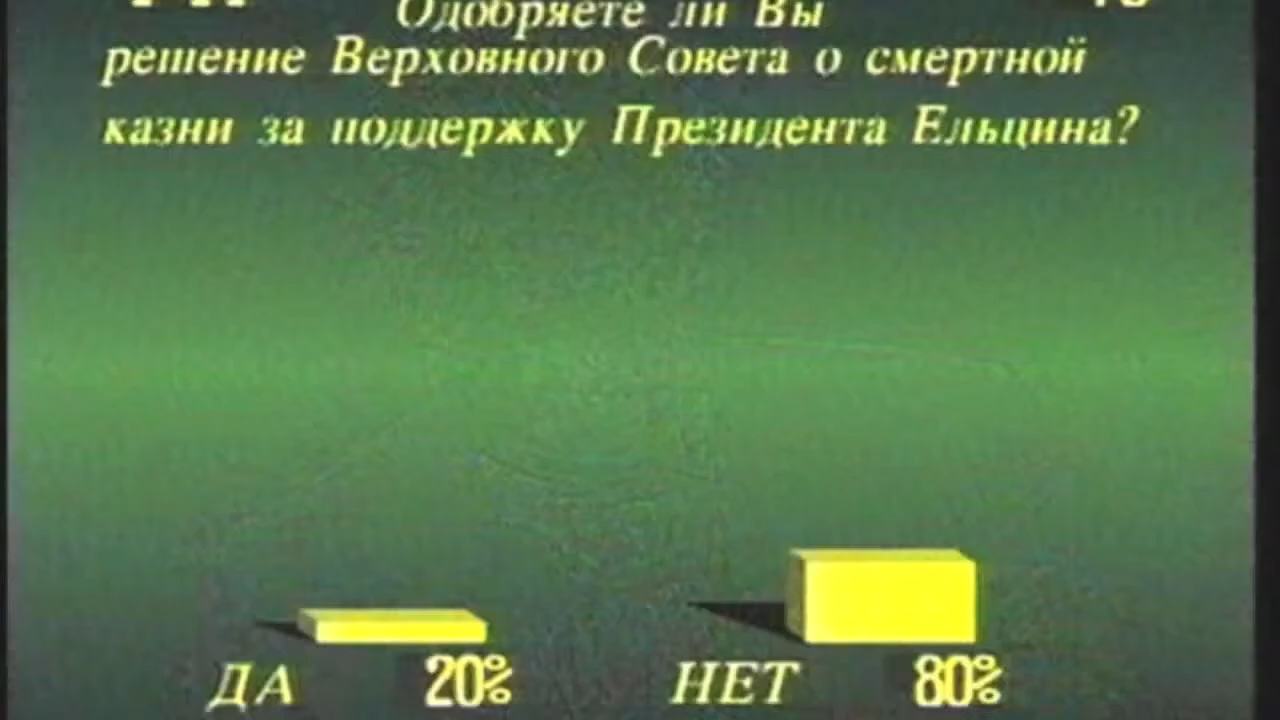 Одобряете ли Вы
решение Верховного Совета о смертной
казни за поддержку Президента Ельцина?
ДА 20% НЕТ 80%